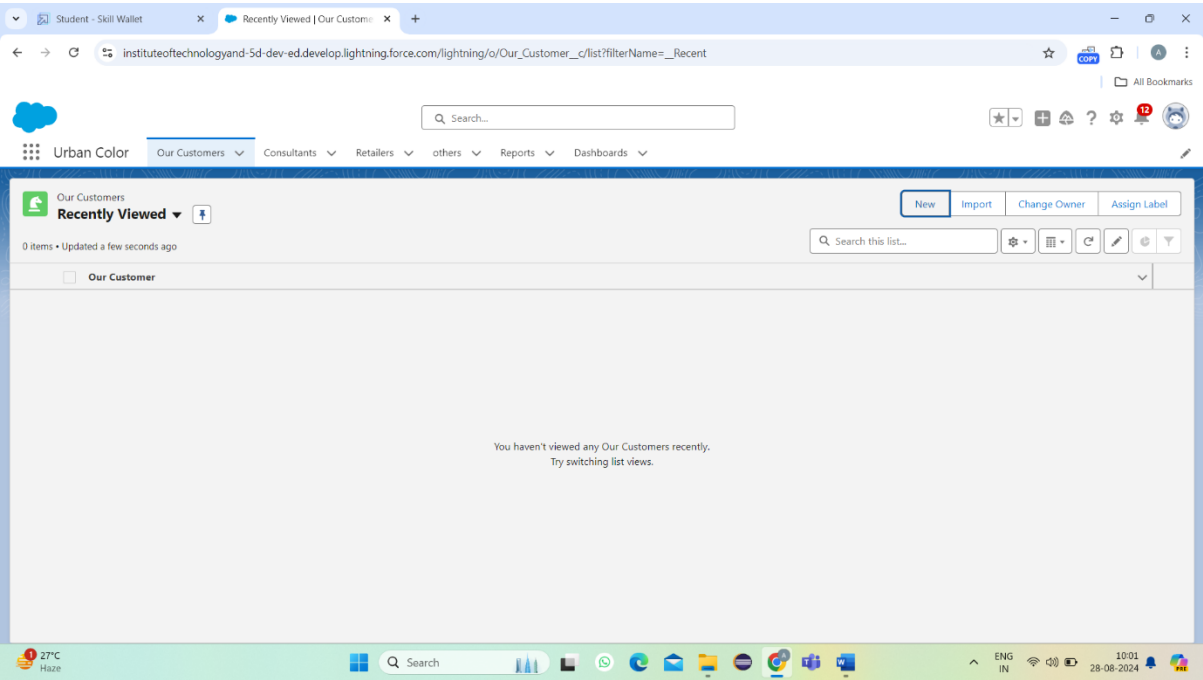 Student - Skill Wallet
Recently Viewed | Our Custome
instituteoftechnologyand-5d-dev-ed.develop.lightning.force.com/lightning/o/Our_Customer__c/list?filterName=__Recent
COPY
A
All Bookmarks
Search...
12
Urban Color
Our Customers
Consultants
Retailers
others
Reports
Dashboards
Our Customers
Recently Viewed
New
Import
Change Owner
Assign Label
0 items • Updated a few seconds ago
Search this list...
Our Customer
You haven't viewed any Our Customers recently.
Try switching list views.
1
27°C
Haze
Search
ENG
IN
10:01
28-08-2024
PRE